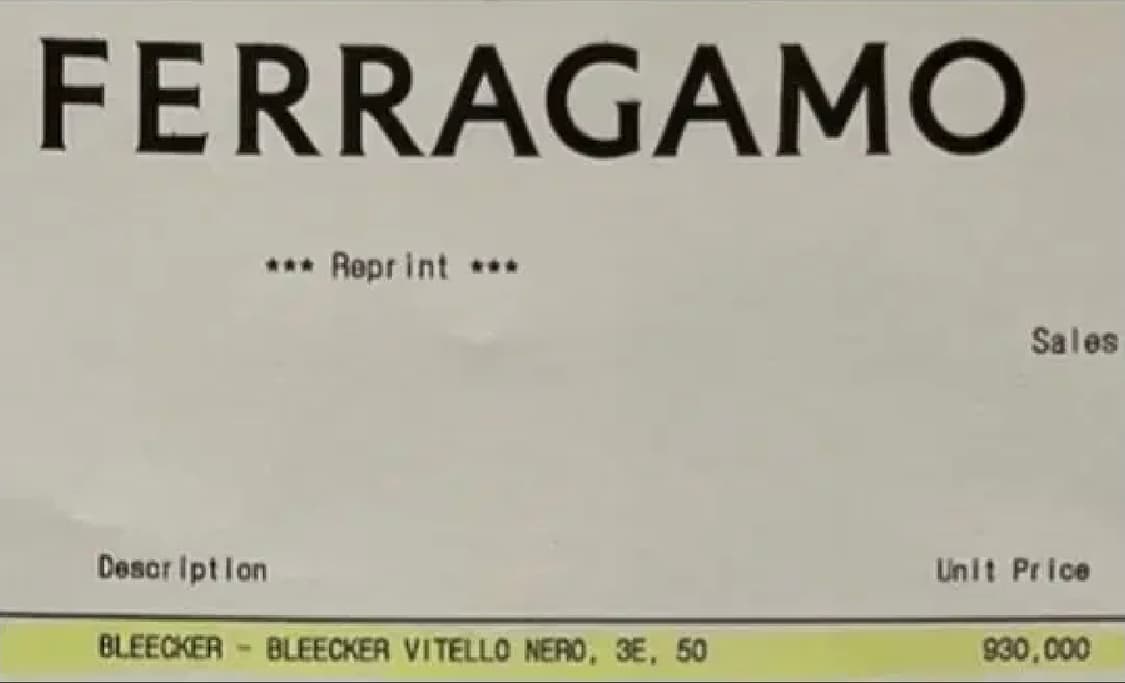 FERRAGAMO
*** Reprint ***
Sales
Description Unit Price
BLEECKER - BLEECKER VITELLO NERO, 3E, 50 930,000